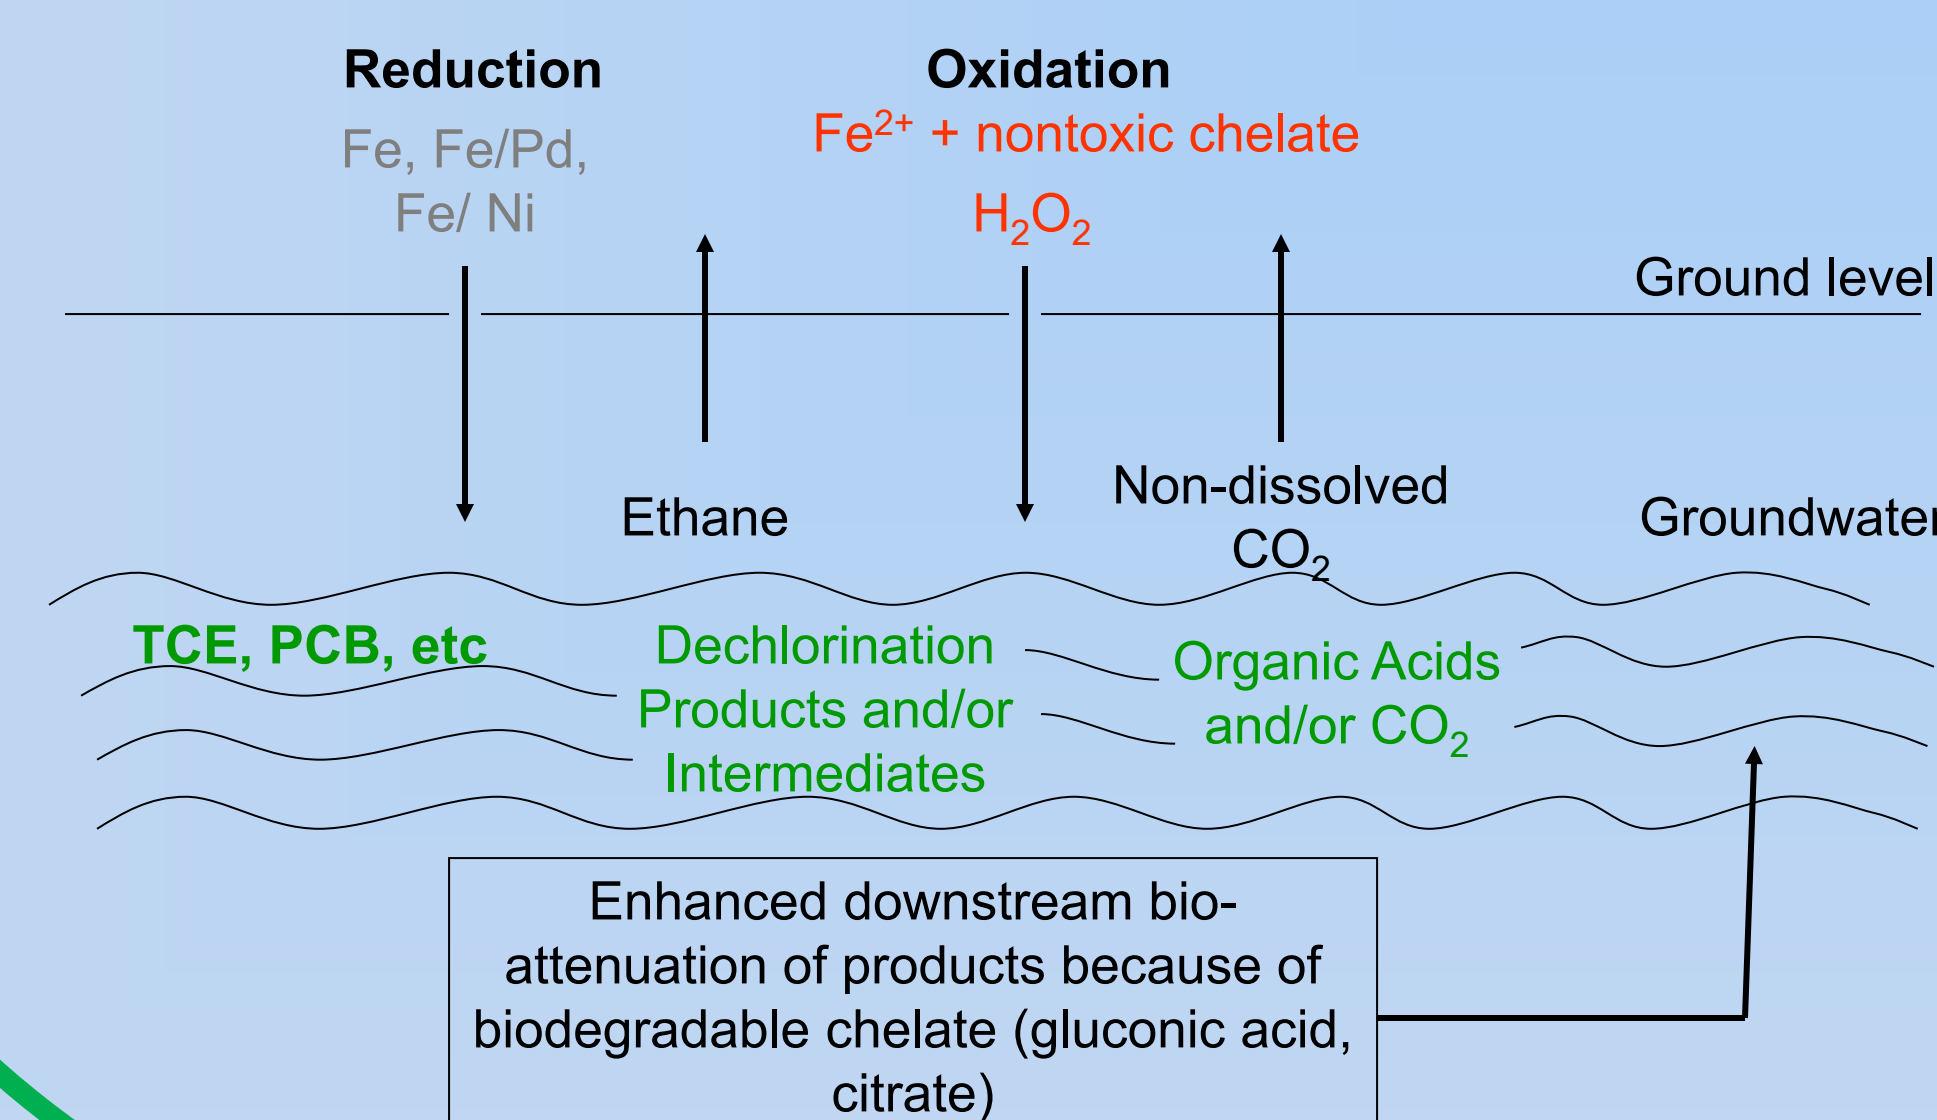 Reduction
Oxidation
Fe, Fe/Pd,
Fe/ Ni
Fe²⁺ + nontoxic chelate
H₂O₂
Ground level
Ethane
Non-dissolved
CO₂
Groundwater
TCE, PCB, etc
Dechlorination
Products and/or
Intermediates
Organic Acids
and/or CO₂
Enhanced downstream bio-
attenuation of products because of
biodegradable chelate (gluconic acid,
citrate)